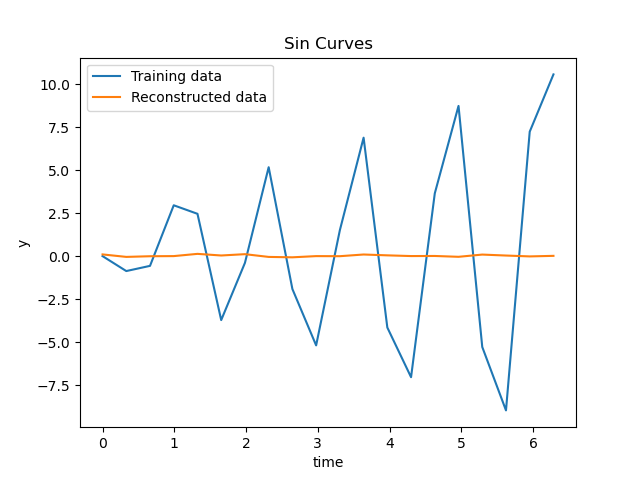 Sin Curves
Training data
Reconstructed data
10.0
7.5
5.0
2.5
0.0
−2.5
−5.0
−7.5
y
0 1 2 3 4 5 6
time